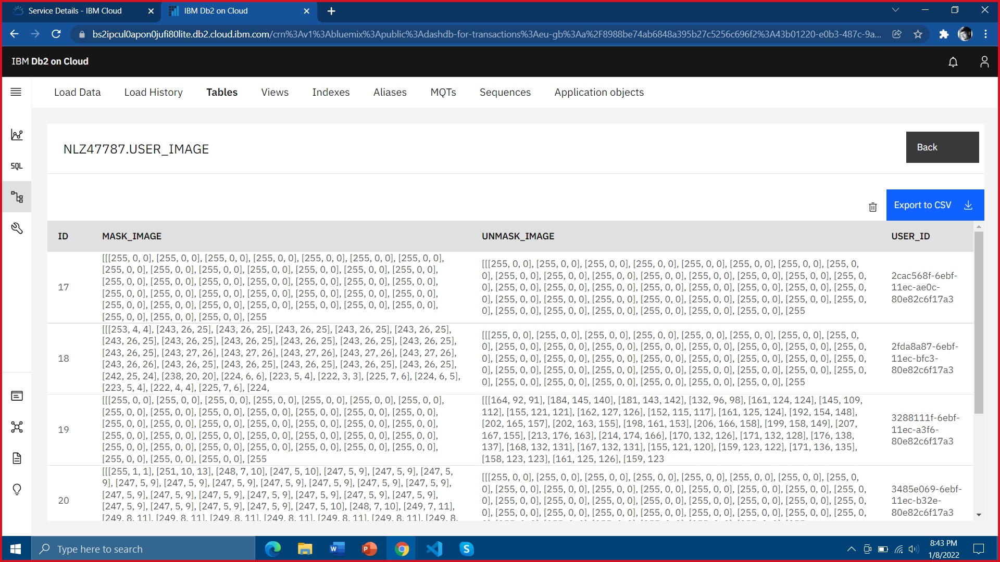 Service Details - IBM Cloud
IBM Db2 on Cloud
bs2ipcul0apon0jufi80lite.db2.cloud.ibm.com/crn%3Av1%3Abluemix%3Apublic%3Adashdb-for-transactions%3Aeu-gb%3Aa%2F8988be74ab6848a395b27c5256c696f2%3A43b01220-e0b3-487c-9a...
IBM Db2 on Cloud
Load Data
Load History
Tables
Views
Indexes
Aliases
MQTs
Sequences
Application objects
SQL
NLZ47787.USER_IMAGE
Back
Export to CSV
ID
MASK_IMAGE
UNMASK_IMAGE
USER_ID
17
[[[255, 0, 0], [255, 0, 0], [255, 0, 0], [255, 0, 0], [255, 0, 0], [255, 0, 0], [255, 0, 0],
[255, 0, 0], [255, 0, 0], [255, 0, 0], [255, 0, 0], [255, 0, 0], [255, 0, 0], [255, 0, 0],
[255, 0, 0], [255, 0, 0], [255, 0, 0], [255, 0, 0], [255, 0, 0], [255, 0, 0], [255, 0, 0],
[255, 0, 0], [255, 0, 0], [255, 0, 0], [255, 0, 0], [255, 0, 0], [255, 0, 0], [255, 0, 0],
[255, 0, 0], [255, 0, 0], [255, 0, 0], [255, 0, 0], [255, 0, 0], [255, 0, 0], [255, 0, 0],
[255, 0, 0], [255, 0, 0], [255, 0, 0], [255
[[[255, 0, 0], [255, 0, 0], [255, 0, 0], [255, 0, 0], [255, 0, 0], [255, 0, 0], [255, 0, 0], [255, 0,
0], [255, 0, 0], [255, 0, 0], [255, 0, 0], [255, 0, 0], [255, 0, 0], [255, 0, 0], [255, 0, 0], [255, 0,
0], [255, 0, 0], [255, 0, 0], [255, 0, 0], [255, 0, 0], [255, 0, 0], [255, 0, 0], [255, 0, 0], [255, 0,
0], [255, 0, 0], [255, 0, 0], [255, 0, 0], [255, 0, 0], [255, 0, 0], [255, 0, 0], [255, 0, 0], [255, 0,
0], [255, 0, 0], [255, 0, 0], [255, 0, 0], [255, 0, 0], [255, 0, 0], [255, 0, 0], [255
2cac568f-6ebf-
11ec-ae0c-
80e82c6f17a3
18
[[[253, 4, 4], [243, 26, 25], [243, 26, 25], [243, 26, 25], [243, 26, 25], [243, 26, 25],
[243, 26, 25], [243, 26, 25], [243, 26, 25], [243, 26, 25], [243, 26, 25], [243, 26, 25],
[243, 26, 25], [243, 27, 26], [243, 27, 26], [243, 27, 26], [243, 27, 26], [243, 27, 26],
[243, 26, 26], [243, 26, 25], [243, 26, 25], [243, 26, 25], [243, 26, 25], [243, 26, 25],
[242, 25, 24], [238, 20, 20], [224, 6, 6], [223, 5, 4], [222, 3, 3], [225, 7, 6], [224, 6, 5],
[223, 5, 4], [222, 4, 4], [225, 7, 6], [224,
[[[255, 0, 0], [255, 0, 0], [255, 0, 0], [255, 0, 0], [255, 0, 0], [255, 0, 0], [255, 0, 0], [255, 0,
0], [255, 0, 0], [255, 0, 0], [255, 0, 0], [255, 0, 0], [255, 0, 0], [255, 0, 0], [255, 0, 0], [255, 0,
0], [255, 0, 0], [255, 0, 0], [255, 0, 0], [255, 0, 0], [255, 0, 0], [255, 0, 0], [255, 0, 0], [255, 0,
0], [255, 0, 0], [255, 0, 0], [255, 0, 0], [255, 0, 0], [255, 0, 0], [255, 0, 0], [255, 0, 0], [255, 0,
0], [255, 0, 0], [255, 0, 0], [255, 0, 0], [255, 0, 0], [255, 0, 0], [255, 0, 0], [255
2fda8a87-6ebf-
11ec-bfc3-
80e82c6f17a3
19
[[[255, 0, 0], [255, 0, 0], [255, 0, 0], [255, 0, 0], [255, 0, 0], [255, 0, 0], [255, 0, 0],
[255, 0, 0], [255, 0, 0], [255, 0, 0], [255, 0, 0], [255, 0, 0], [255, 0, 0], [255, 0, 0],
[255, 0, 0], [255, 0, 0], [255, 0, 0], [255, 0, 0], [255, 0, 0], [255, 0, 0], [255, 0, 0],
[255, 0, 0], [255, 0, 0], [255, 0, 0], [255, 0, 0], [255, 0, 0], [255, 0, 0], [255, 0, 0],
[255, 0, 0], [255, 0, 0], [255, 0, 0], [255, 0, 0], [255, 0, 0], [255, 0, 0], [255, 0, 0],
[255, 0, 0], [255, 0, 0], [255, 0, 0], [255
[[[164, 92, 91], [184, 145, 140], [181, 143, 142], [132, 96, 98], [161, 124, 124], [145, 109,
112], [155, 121, 121], [162, 127, 126], [152, 115, 117], [161, 125, 124], [192, 154, 148],
[202, 165, 157], [202, 163, 155], [198, 161, 153], [206, 166, 158], [199, 158, 149], [207,
167, 155], [213, 176, 163], [214, 174, 166], [170, 132, 126], [171, 132, 128], [176, 138,
137], [168, 132, 131], [167, 132, 131], [155, 121, 120], [159, 123, 122], [171, 136, 135],
[158, 123, 123], [161, 125, 126], [159, 123
3288111f-6ebf-
11ec-a3f6-
80e82c6f17a3
20
[[[255, 1, 1], [251, 10, 13], [248, 7, 10], [247, 5, 10], [247, 5, 9], [247, 5, 9], [247, 5,
9], [247, 5, 9], [247, 5, 9], [247, 5, 9], [247, 5, 9], [247, 5, 9], [247, 5, 9], [247, 5, 9],
[247, 5, 9], [247, 5, 9], [247, 5, 9], [247, 5, 9], [247, 5, 9], [247, 5, 9], [247, 5, 9],
[247, 5, 9], [247, 5, 9], [247, 5, 9], [247, 5, 9], [247, 5, 10], [248, 7, 10], [249, 7, 11],
[249, 8, 11], [249, 8, 11], [249, 8, 11], [249, 8, 11], [249, 8, 11], [249, 8, 11], [249, 8,
[[[255, 0, 0], [255, 0, 0], [255, 0, 0], [255, 0, 0], [255, 0, 0], [255, 0, 0], [255, 0, 0], [255, 0,
0], [255, 0, 0], [255, 0, 0], [255, 0, 0], [255, 0, 0], [255, 0, 0], [255, 0, 0], [255, 0, 0], [255, 0,
0], [255, 0, 0], [255, 0, 0], [255, 0, 0], [255, 0, 0], [255, 0, 0], [255, 0, 0], [255, 0, 0], [255, 0,
0], [255, 0, 0], [255, 0, 0], [255, 0, 0], [255, 0, 0], [255, 0, 0], [255, 0, 0], [255, 0, 0], [255, 0,
3485e069-6ebf-
11ec-b32e-
80e82c6f17a3
Type here to search
8:43 PM
1/8/2022